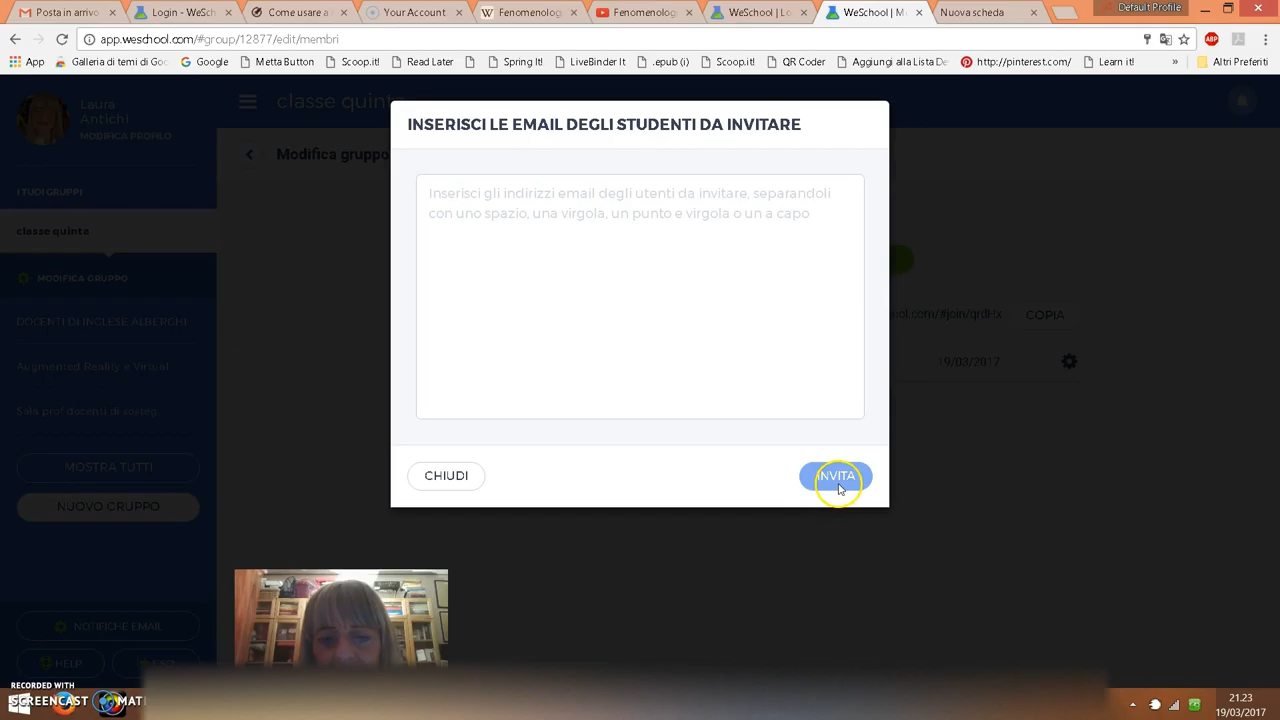 Posta in arrivo
Login - WeSch
Come usare a
Your Account
Fenomenolog
Fenomenolog
WeSchool | Lo
WeSchool | M
Nuova scheda
Default Profile
app.weschool.com/#group/12877/edit/membri
App
Galleria di temi di Goo
Google
Metta Button
Scoop.it!
Read Later
Spring It!
LiveBinder It
.epub (i)
Scoop.it!
QR Coder
Aggiungi alla Lista De
http://pinterest.com/
Learn it!
»
Altri Preferiti
Laura
Antichi
MODIFICA PROFILO
classe quinta
Modifica gruppo
I TUOI GRUPPI
classe quinta
MODIFICA GRUPPO
DOCENTI DI INGLESE ALBERGHI
Augmented Reality e Virtual
MOSTRA TUTTI
NUOVO GRUPPO
NOTIFICHE EMAIL
HELP
INSERISCI LE EMAIL DEGLI STUDENTI DA INVITARE
Inserisci gli indirizzi email degli utenti da invitare, separandoli
con uno spazio, una virgola, un punto e virgola o un a capo
CHIUDI
INVITA
COPIA
19/03/2017
RECORDED WITH
SCREENCAST MATI
21.23
19/03/2017